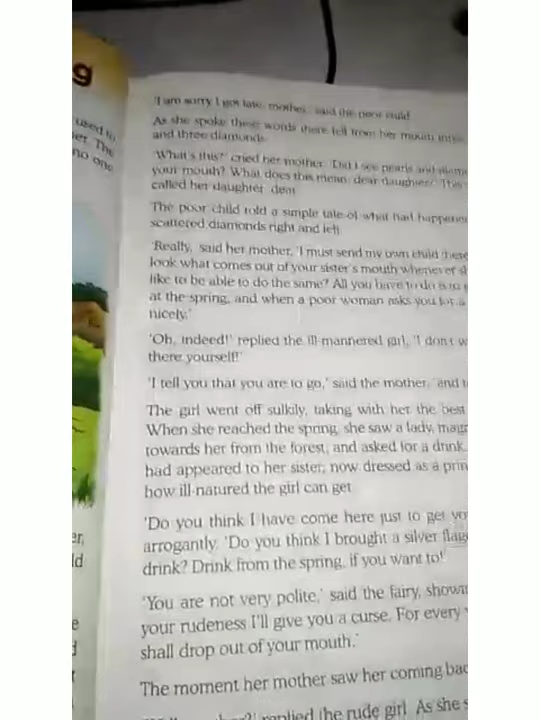 g
used to
er. The
no one
er,
ld
e
d
t
'I am sorry I got late, mother,' said the poor child
As she spoke these words there fell from her mouth three
and three diamonds.
'What's this?' cried her mother. 'Did I see pearls and
your mouth? What does this mean, dear daughter?' This
called her daughter dear
The poor child told a simple tale of what had happened
scattered diamonds right and left
'Really,' said her mother, 'I must send my own child there
look what comes out of your sister's mouth whenever s
like to be able to do the same? All you have to do is to
at the spring, and when a poor woman asks you for a
nicely.'
'Oh, indeed!' replied the ill-mannered girl, 'I don't w
there yourself!'
'I tell you that you are to go,' said the mother, 'and
The girl went off sulkily, taking with her the best
When she reached the spring, she saw a lady, magn
towards her from the forest, and asked for a drink.
had appeared to her sister, now dressed as a prin
how ill-natured the girl can get
'Do you think I have come here just to get yo
arrogantly. 'Do you think I brought a silver flag
drink? Drink from the spring, if you want to!'
'You are not very polite,' said the fairy, showi
your rudeness I'll give you a curse. For every
shall drop out of your mouth.'
The moment her mother saw her coming bac
replied the rude girl. As she s